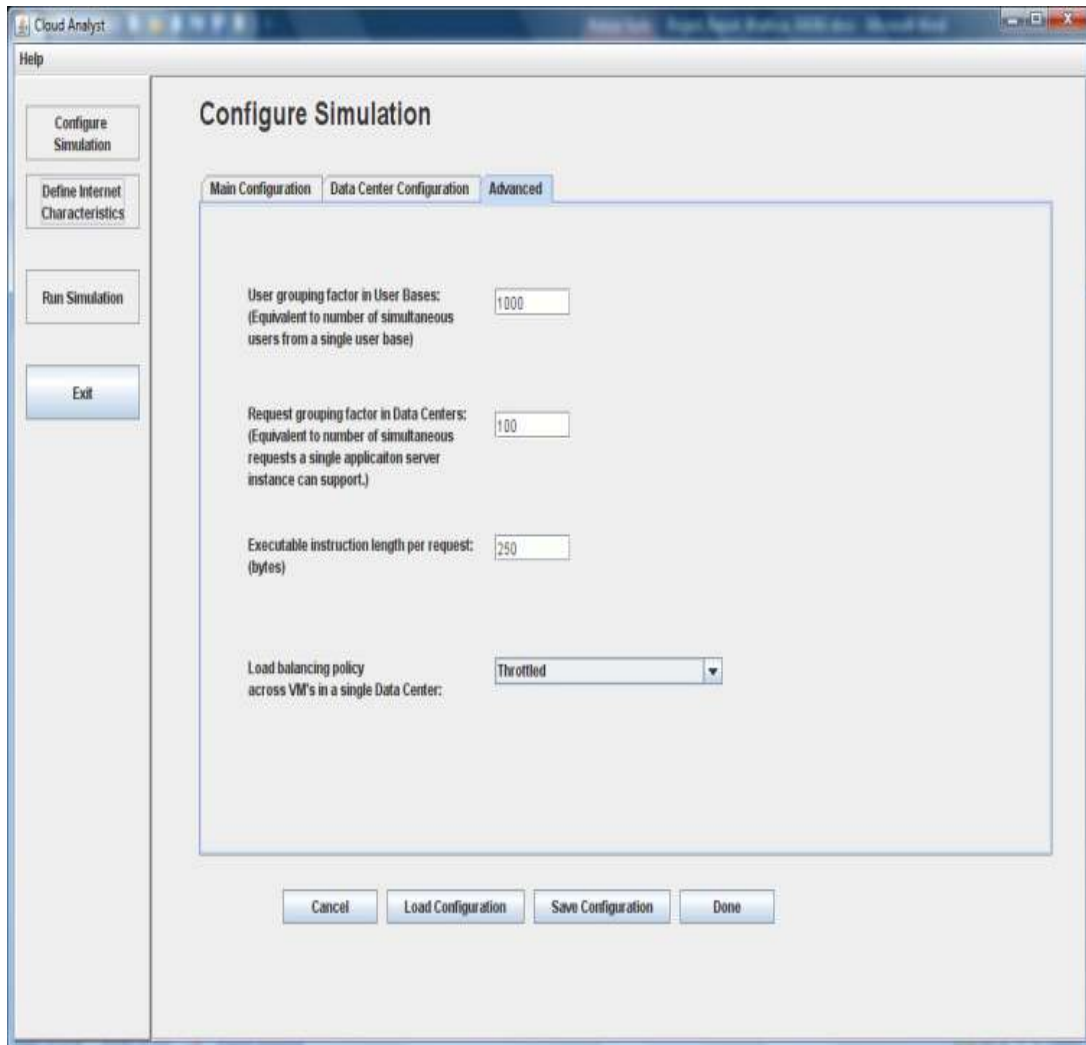 Cloud Analyst
Help
Configure
Simulation
Define Internet
Characteristics
Run Simulation
Exit
Configure Simulation
Main Configuration
Data Center Configuration
Advanced
User grouping factor in User Bases:
(Equivalent to number of simultaneous
users from a single user base)
1000
Request grouping factor in Data Centers:
(Equivalent to number of simultaneous
requests a single applicaiton server
instance can support.)
100
Executable instruction length per request:
(bytes)
250
Load balancing policy
across VM's in a single Data Center:
Throttled
Cancel
Load Configuration
Save Configuration
Done